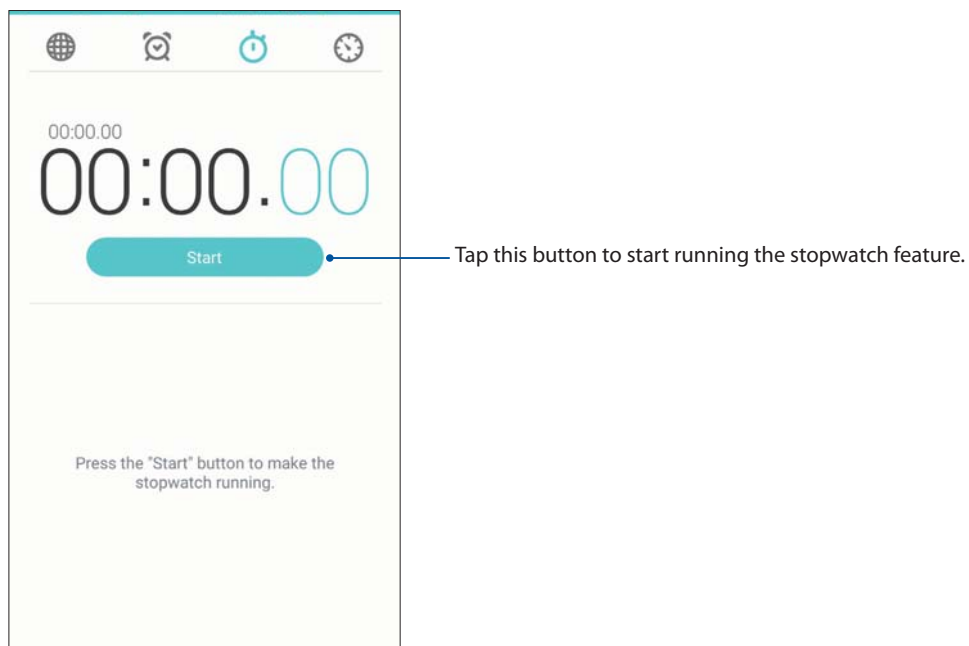 00:00.00
00:00.00
Start
Tap this button to start running the stopwatch feature.
Press the "Start" button to make the
stopwatch running.